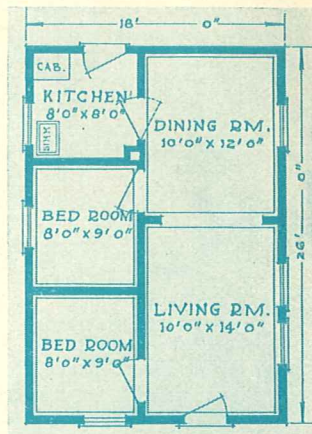 18' 0"
CAB.
KITCHEN
8'0" x 8'0"
SINK
DINING RM.
10'0" x 12'0"
BED ROOM
8'0" x 9'0"
26' 0"
LIVING RM.
10'0" x 14'0"
BED ROOM
8'0" x 9'0"